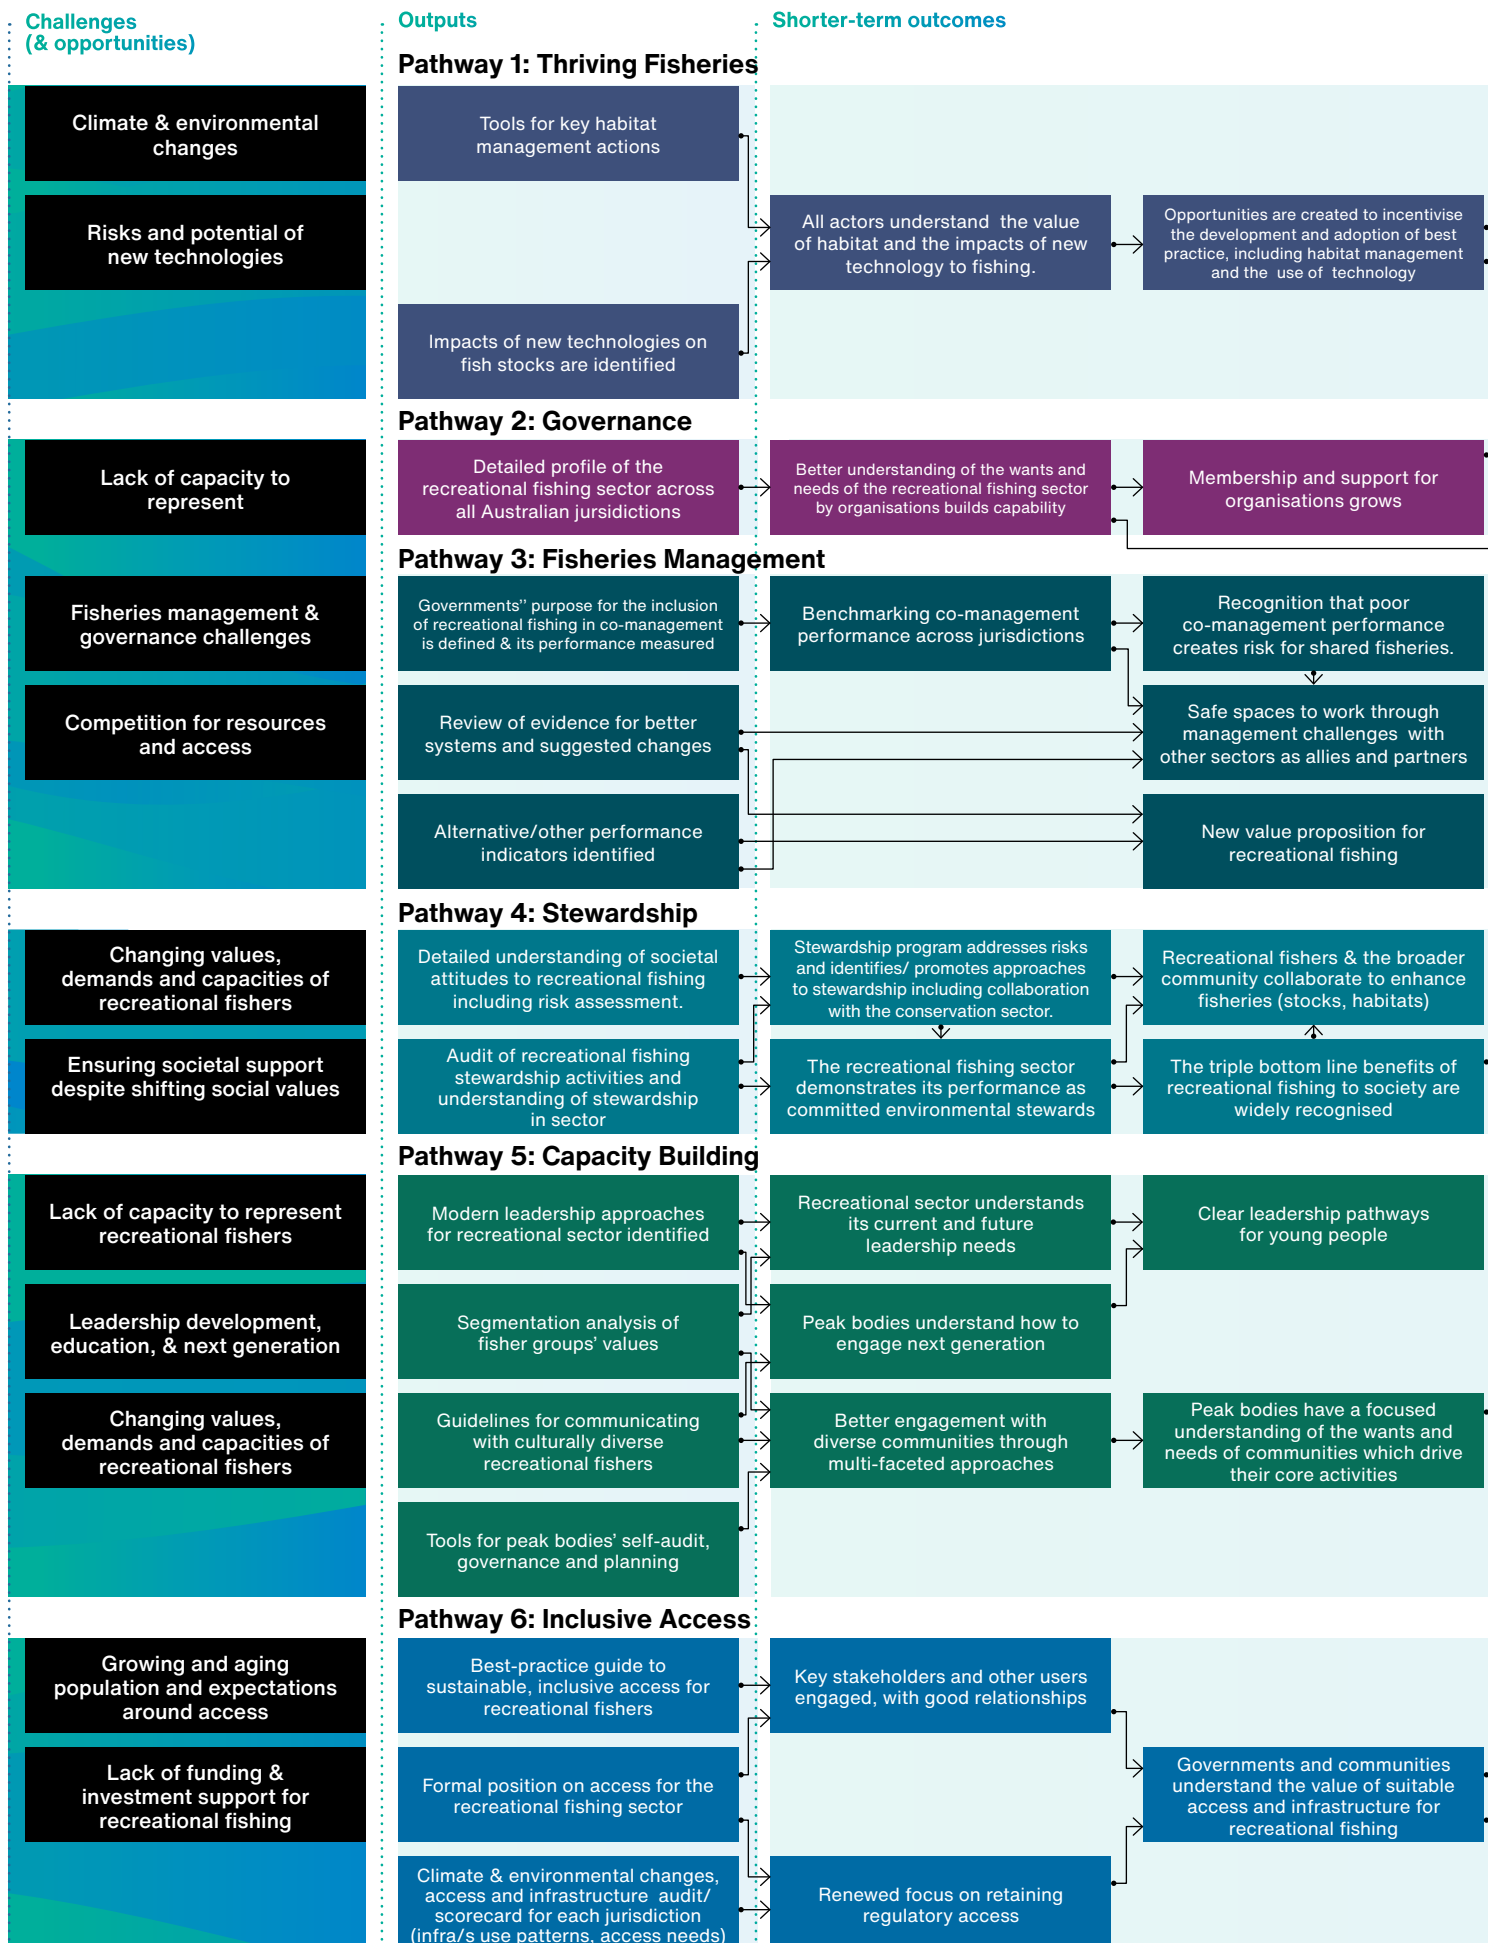 Challenges
(& opportunities)
Outputs
Shorter-term outcomes
Pathway 1: Thriving Fisheries
Climate & environmental
changes
Risks and potential of
new technologies
Tools for key habitat
management actions
Impacts of new technologies on
fish stocks are identified
All actors understand the value
of habitat and the impacts of new
technology to fishing.
Opportunities are created to incentivise
the development and adoption of best
practice, including habitat management
and the use of technology
Pathway 2: Governance
Lack of capacity to
represent
Detailed profile of the
recreational fishing sector across
all Australian jursidictions
Better understanding of the wants and
needs of the recreational fishing sector
by organisations builds capability
Membership and support for
organisations grows
Pathway 3: Fisheries Management
Fisheries management &
governance challenges
Competition for resources
and access
Governments" purpose for the inclusion
of recreational fishing in co-management
is defined & its performance measured
Review of evidence for better
systems and suggested changes
Alternative/other performance
indicators identified
Benchmarking co-management
performance across jurisdictions
Recognition that poor
co-management performance
creates risk for shared fisheries.
Safe spaces to work through
management challenges with
other sectors as allies and partners
New value proposition for
recreational fishing
Pathway 4: Stewardship
Changing values,
demands and capacities of
recreational fishers
Ensuring societal support
despite shifting social values
Detailed understanding of societal
attitudes to recreational fishing
including risk assessment.
Audit of recreational fishing
stewardship activities and
understanding of stewardship
in sector
Stewardship program addresses risks
and identifies/ promotes approaches
to stewardship including collaboration
with the conservation sector.
The recreational fishing sector
demonstrates its performance as
committed environmental stewards
Recreational fishers & the broader
community collaborate to enhance
fisheries (stocks, habitats)
The triple bottom line benefits of
recreational fishing to society are
widely recognised
Pathway 5: Capacity Building
Lack of capacity to represent
recreational fishers
Leadership development,
education, & next generation
Changing values,
demands and capacities of
recreational fishers
Modern leadership approaches
for recreational sector identified
Segmentation analysis of
fisher groups' values
Guidelines for communicating
with culturally diverse
recreational fishers
Tools for peak bodies' self-audit,
governance and planning
Recreational sector understands
its current and future
leadership needs
Peak bodies understand how to
engage next generation
Better engagement with
diverse communities through
multi-faceted approaches
Clear leadership pathways
for young people
Peak bodies have a focused
understanding of the wants and
needs of communities which drive
their core activities
Pathway 6: Inclusive Access
Growing and aging
population and expectations
around access
Lack of funding &
investment support for
recreational fishing
Best-practice guide to
sustainable, inclusive access for
recreational fishers
Formal position on access for the
recreational fishing sector
Climate & environmental changes,
access and infrastructure audit/
scorecard for each jurisdiction
(infra/s use patterns, access needs)
Key stakeholders and other users
engaged, with good relationships
Renewed focus on retaining
regulatory access
Governments and communities
understand the value of suitable
access and infrastructure for
recreational fishing